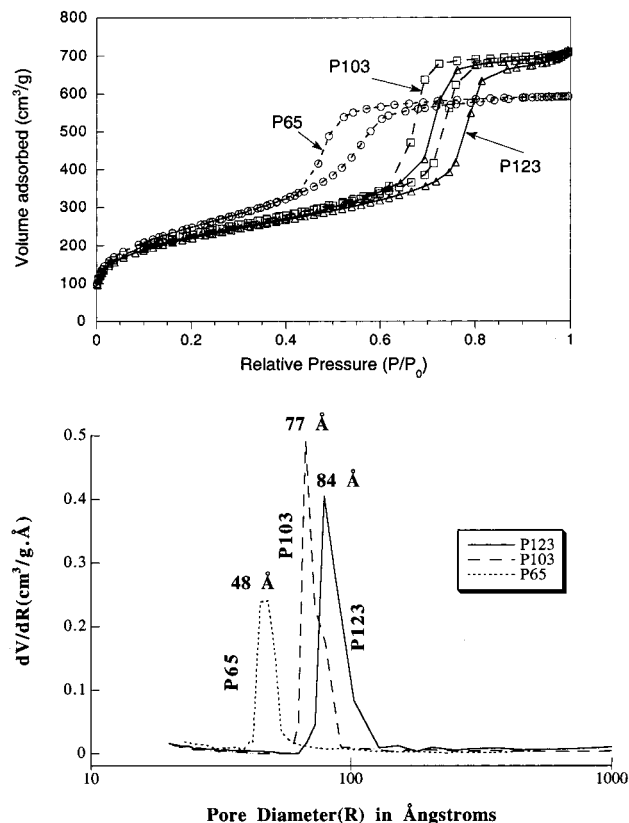 800
700
600
500
400
300
200
100
0
Volume adsorbed (cm³/g)
P103
P65
P123
0 0.2 0.4 0.6 0.8 1
Relative Pressure (P/P₀)
77 Å
84 Å
48 Å
P65
P103
P123
0.5
0.4
0.3
0.2
0.1
0
dV/dR(cm³/g.Å)
P123
P103
P65
10 100 1000
Pore Diameter(R) in Ångstroms